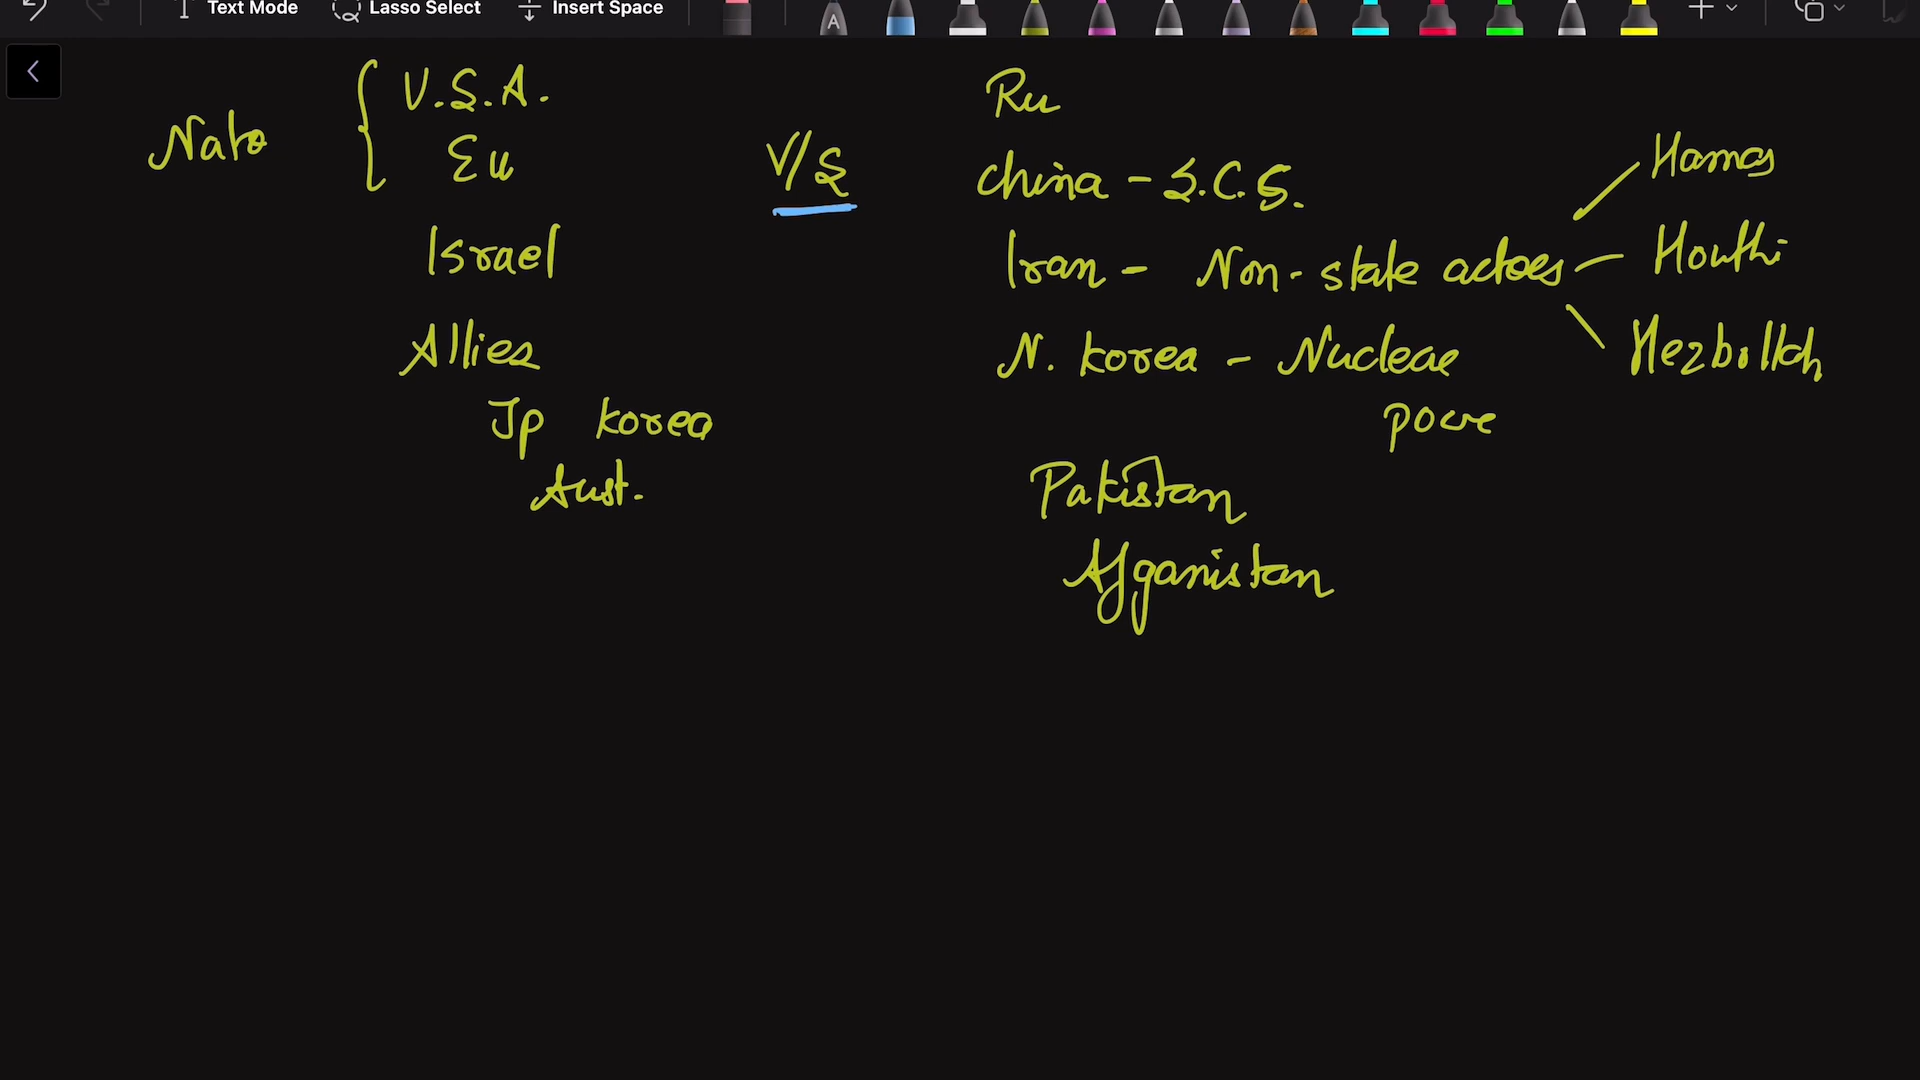 Text Mode Lasso Select Insert Space
A
Nato { U.S.A.
Eu
Israel
Allies
Jp Korea
Aust.
V/S
Ru
China - S.C.S.
Iran - Non-state actors
Hamas
Houthi
Hezbollah
N. Korea - Nuclear
power
Pakistan
Afganistan